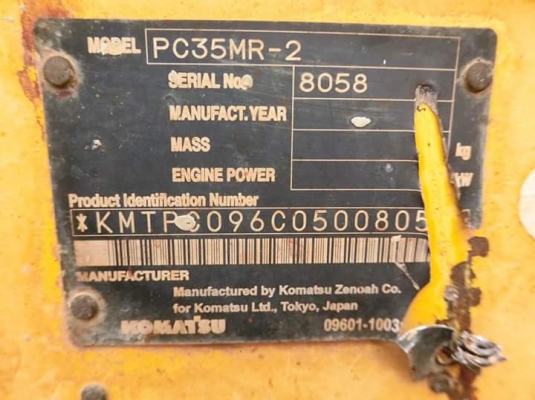 MODEL PC35MR-2
SERIAL No. 8058
MANUFACT.YEAR
MASS kg
ENGINE POWER kW
Product Identification Number
MANUFACTURER
Manufactured by Komatsu Zenoah Co.
for Komatsu Ltd., Tokyo, Japan
KOMATSU 09601-1003